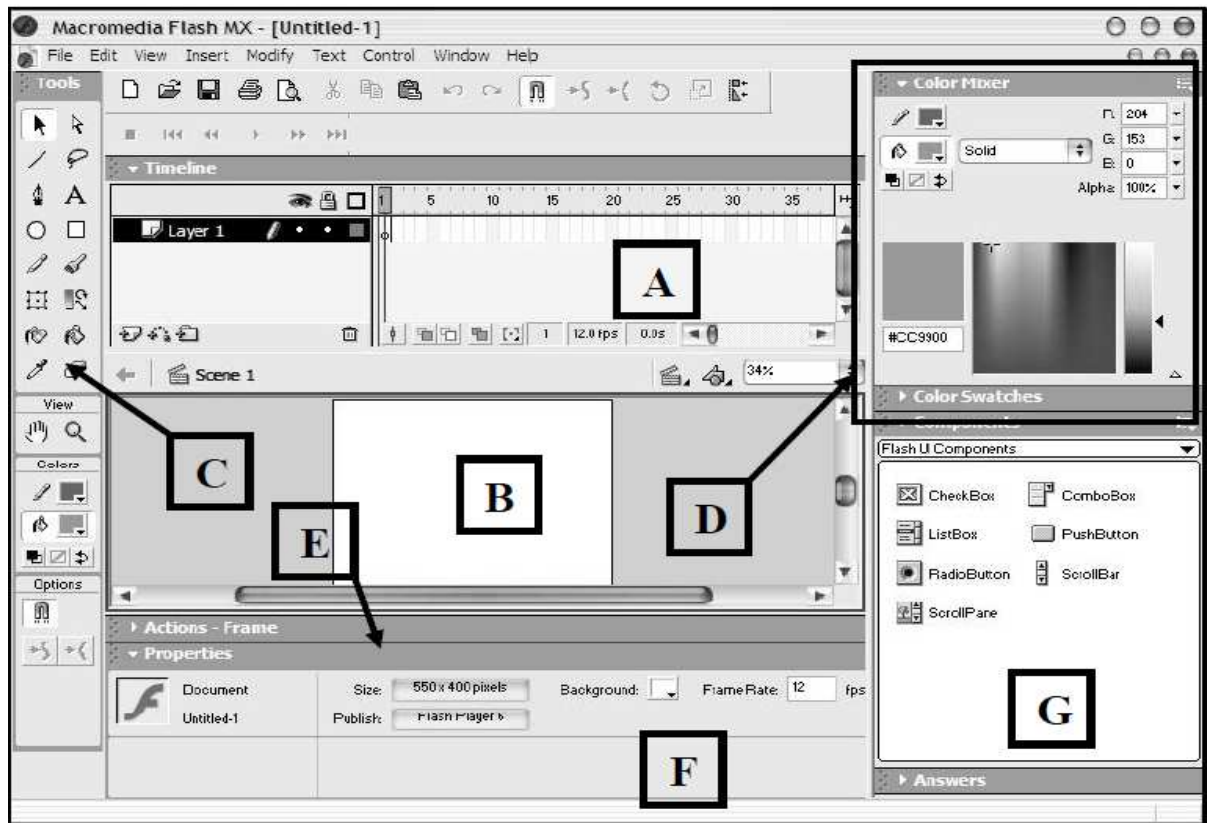 Macromedia Flash MX - [Untitled-1]
File Edit View Insert Modify Text Control Window Help
Tools
View
Colors
Options
Timeline
1 5 10 15 20 25 30 35
Layer 1
A
1 12.0 fps 0.0s
Scene 1
34%
B
C
D
E
Actions - Frame
Properties
Document
Untitled-1
Size: 550 x 400 pixels
Background:
Frame Rate: 12 fps
Publish: Flash Player 6
F
Color Mixer
204
Solid
G: 153
B: 0
Alpha: 100%
#CC9900
Color Swatches
Components
Flash UI Components
CheckBox
ComboBox
ListBox
PushButton
RadioButton
ScrollBar
ScrollPane
G
Answers